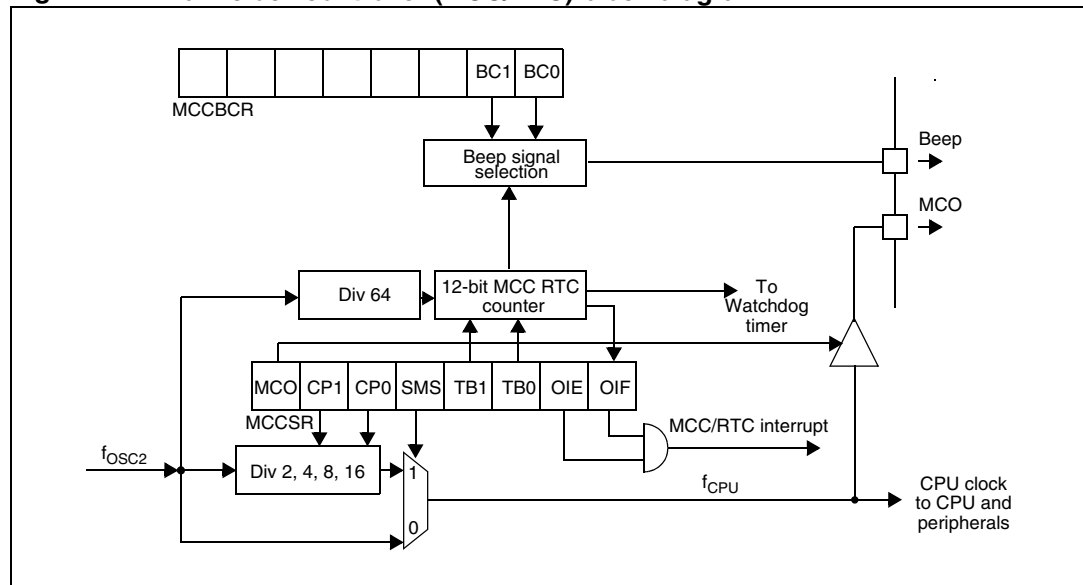 BC1 BC0
MCCBCR
Beep signal
selection
Beep
MCO
Div 64
12-bit MCC RTC
counter
To
Watchdog
timer
MCO CP1 CP0 SMS TB1 TB0 OIE OIF
MCCSR
MCC/RTC interrupt
fOSC2
Div 2, 4, 8, 16
1
0
fCPU
CPU clock
to CPU and
peripherals